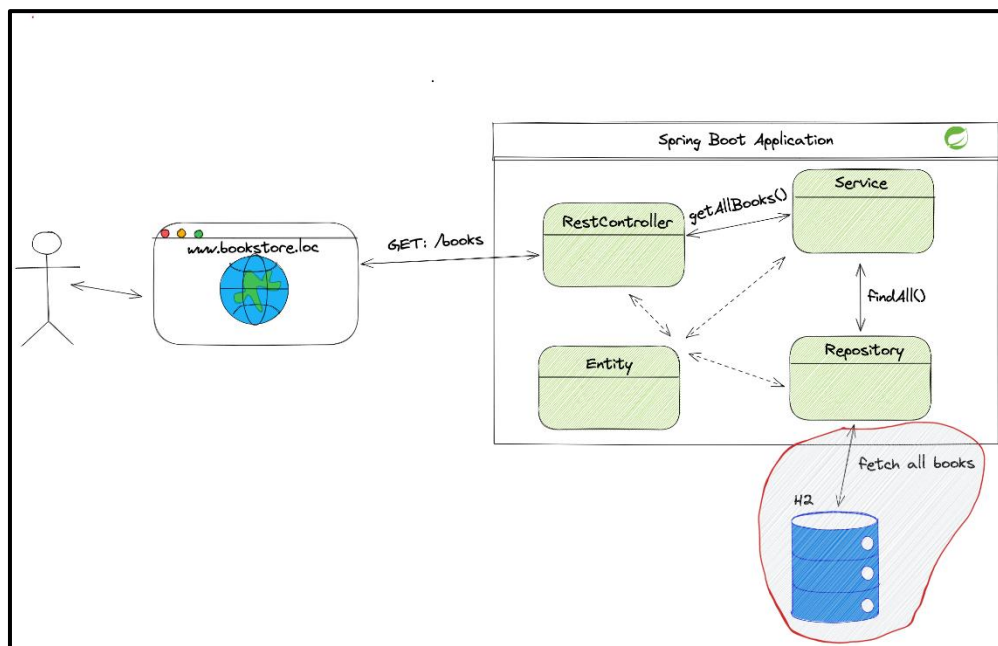 Spring Boot Application
Service
getAllBooks()
RestController
GET: /books
www.bookstore.loc
findAll()
Entity
Repository
fetch all books
H2